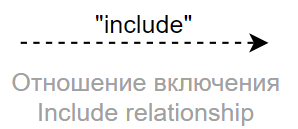 "include"
Отношение включения
Include relationship